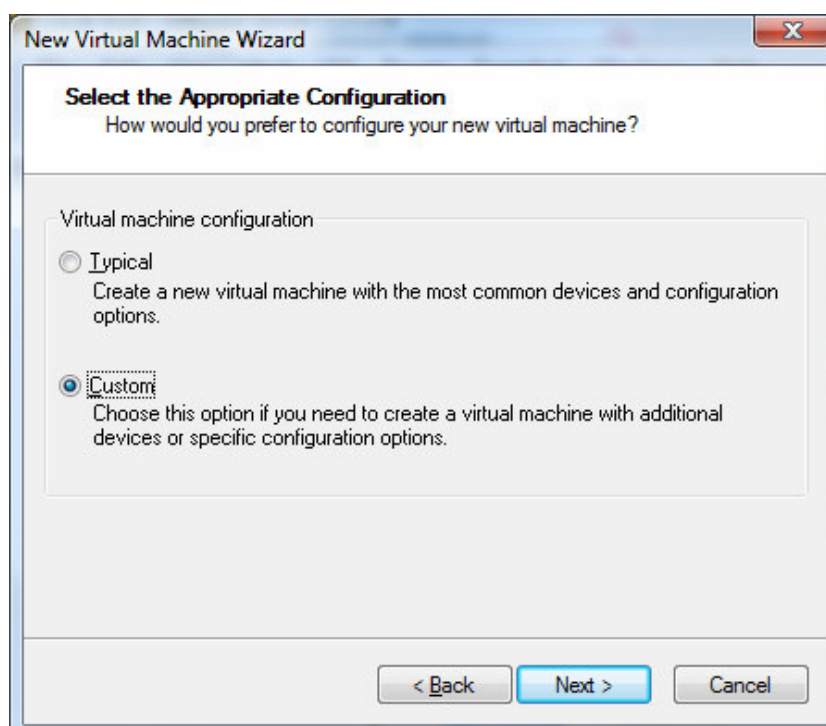 New Virtual Machine Wizard
Select the Appropriate Configuration
How would you prefer to configure your new virtual machine?
Virtual machine configuration
Typical
Create a new virtual machine with the most common devices and configuration
options.
Custom
Choose this option if you need to create a virtual machine with additional
devices or specific configuration options.
< Back Next > Cancel